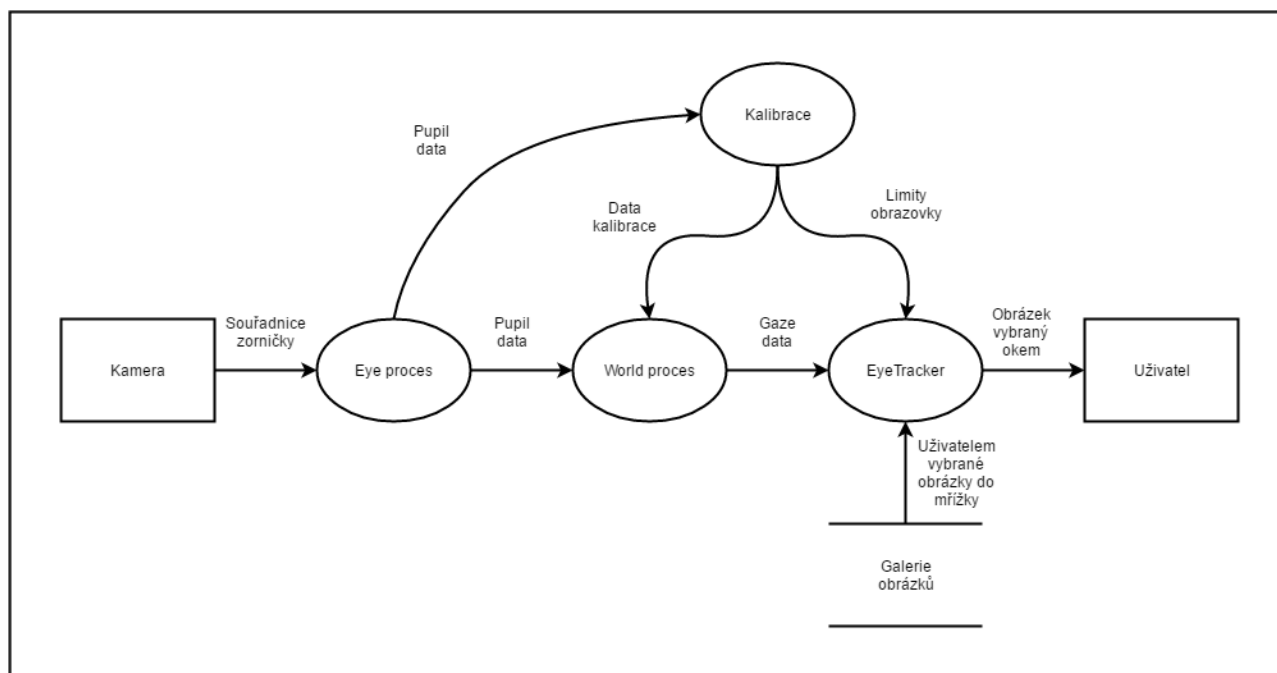 Kalibrace
Pupil
data
Data
kalibrace
Limity
obrazovky
Kamera
Souřadnice
zorničky
Eye proces
Pupil
data
World proces
Gaze
data
EyeTracker
Obrázek
vybraný
okem
Uživatel
Uživatelem
vybrané
obrázky do
mřížky
Galerie
obrázků